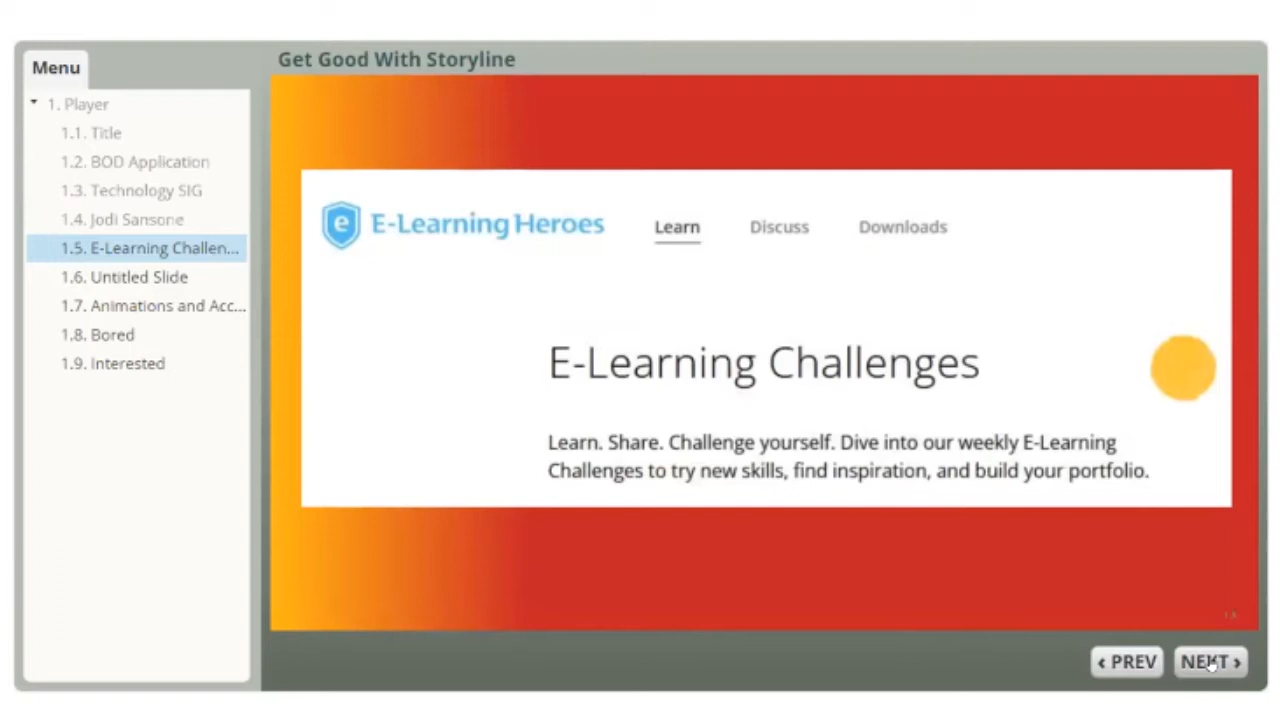 Get Good With Storyline
Menu
1. Player
1.1. Title
1.2. BOD Application
1.3. Technology SIG
1.4. Jodi Sansone
1.5. E-Learning Challen...
1.6. Untitled Slide
1.7. Animations and Acc...
1.8. Bored
1.9. Interested
e E-Learning Heroes Learn Discuss Downloads
E-Learning Challenges
Learn. Share. Challenge yourself. Dive into our weekly E-Learning
Challenges to try new skills, find inspiration, and build your portfolio.
‹ PREV NEXT ›